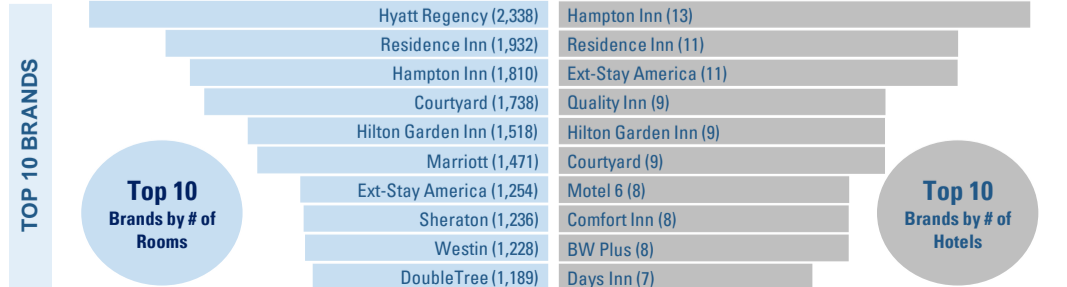 TOP 10 BRANDS
Hyatt Regency (2,338)
Residence Inn (1,932)
Hampton Inn (1,810)
Courtyard (1,738)
Hilton Garden Inn (1,518)
Marriott (1,471)
Ext-Stay America (1,254)
Sheraton (1,236)
Westin (1,228)
DoubleTree (1,189)
Top 10
Brands by # of
Rooms
Hampton Inn (13)
Residence Inn (11)
Ext-Stay America (11)
Quality Inn (9)
Hilton Garden Inn (9)
Courtyard (9)
Motel 6 (8)
Comfort Inn (8)
BW Plus (8)
Days Inn (7)
Top 10
Brands by # of
Hotels